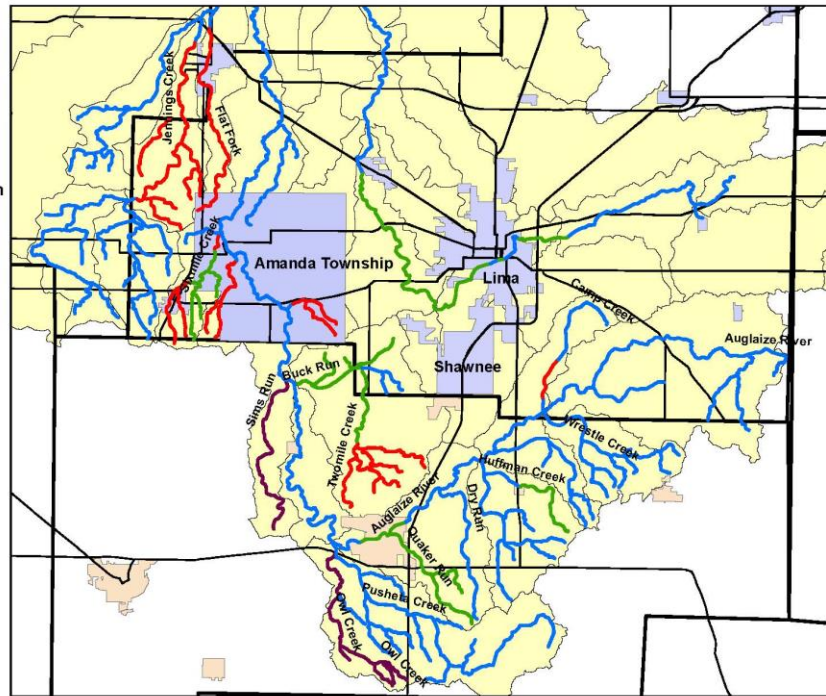 Jennings Creek
Flat Fork
n
Twomile Creek
Amanda Township
Lima
Camp Creek
Auglaize River
Shawnee
Buck Run
Sims Run
Twomile Creek
Wrestle Creek
Huffman Creek
Auglaize River
Dry Run
Quaker Run
Pusheta Creek
Owl Creek
Owl Creek